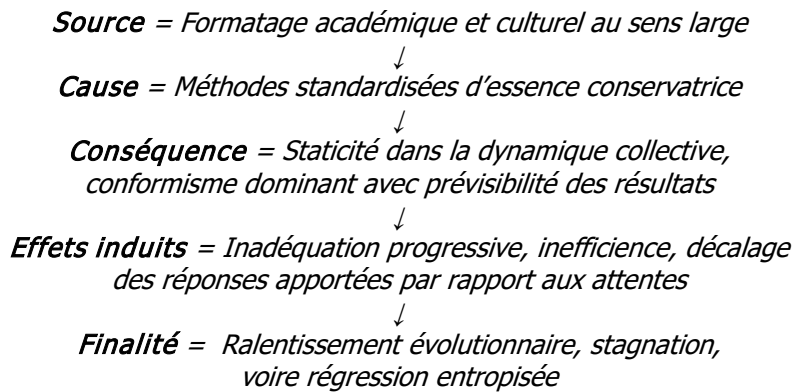 Source = Formatage académique et culturel au sens large
↓
Cause = Méthodes standardisées d’essence conservatrice
↓
Conséquence = Staticité dans la dynamique collective,
conformisme dominant avec prévisibilité des résultats
↓
Effets induits = Inadéquation progressive, inefficience, décalage
des réponses apportées par rapport aux attentes
↓
Finalité = Ralentissement évolutionnaire, stagnation,
voire régression entropisée